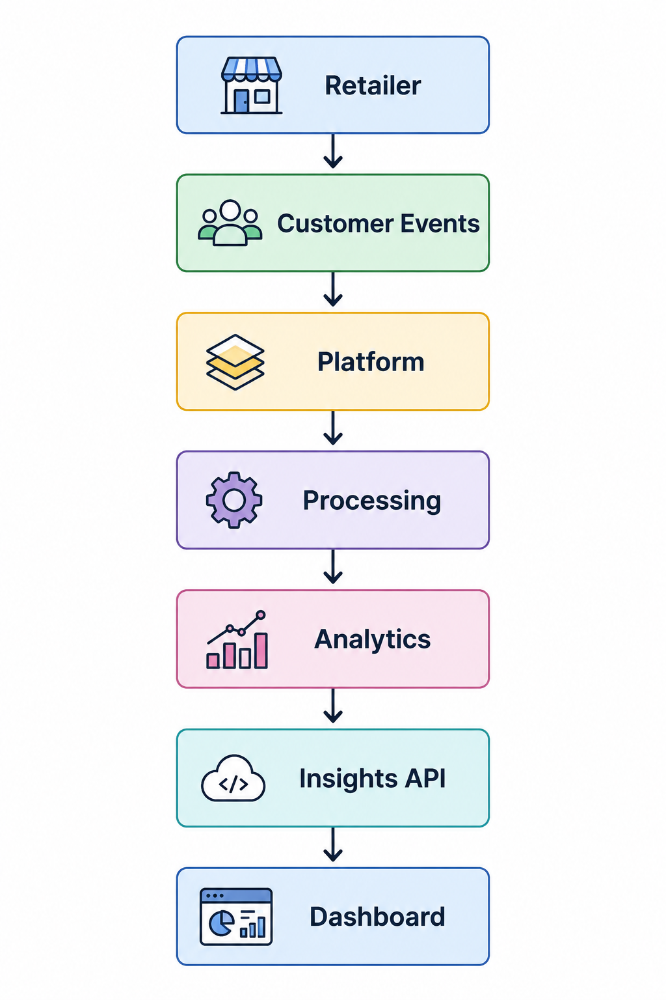 Retailer
Customer Events
Platform
Processing
Analytics
</>
Insights API
Dashboard